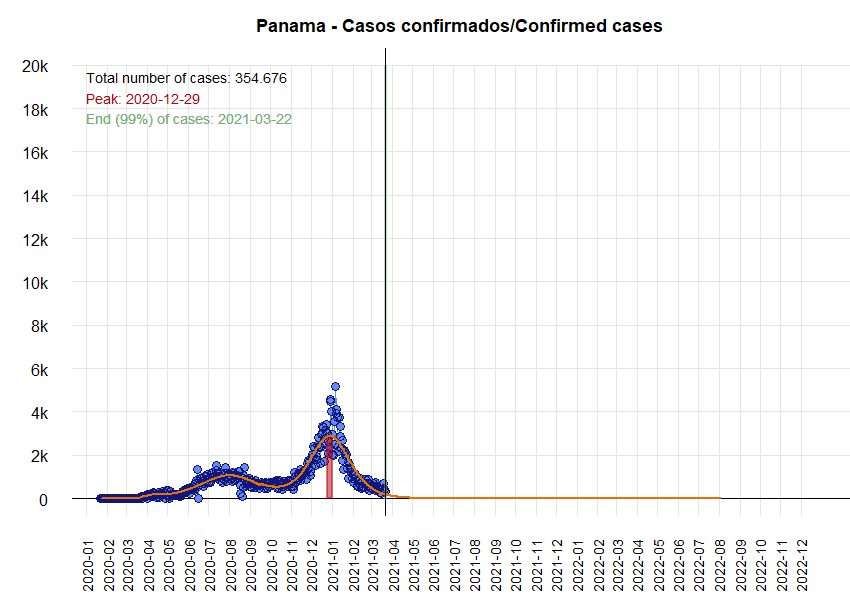 Panama - Casos confirmados/Confirmed cases
20k
18k
16k
14k
12k
10k
8k
6k
4k
2k
0
Total number of cases: 354.676
Peak: 2020-12-29
End (99%) of cases: 2021-03-22
2020-01
2020-02
2020-03
2020-04
2020-05
2020-06
2020-07
2020-08
2020-09
2020-10
2020-11
2020-12
2021-01
2021-02
2021-03
2021-04
2021-05
2021-06
2021-07
2021-08
2021-09
2021-10
2021-11
2021-12
2022-01
2022-02
2022-03
2022-04
2022-05
2022-06
2022-07
2022-08
2022-09
2022-10
2022-11
2022-12